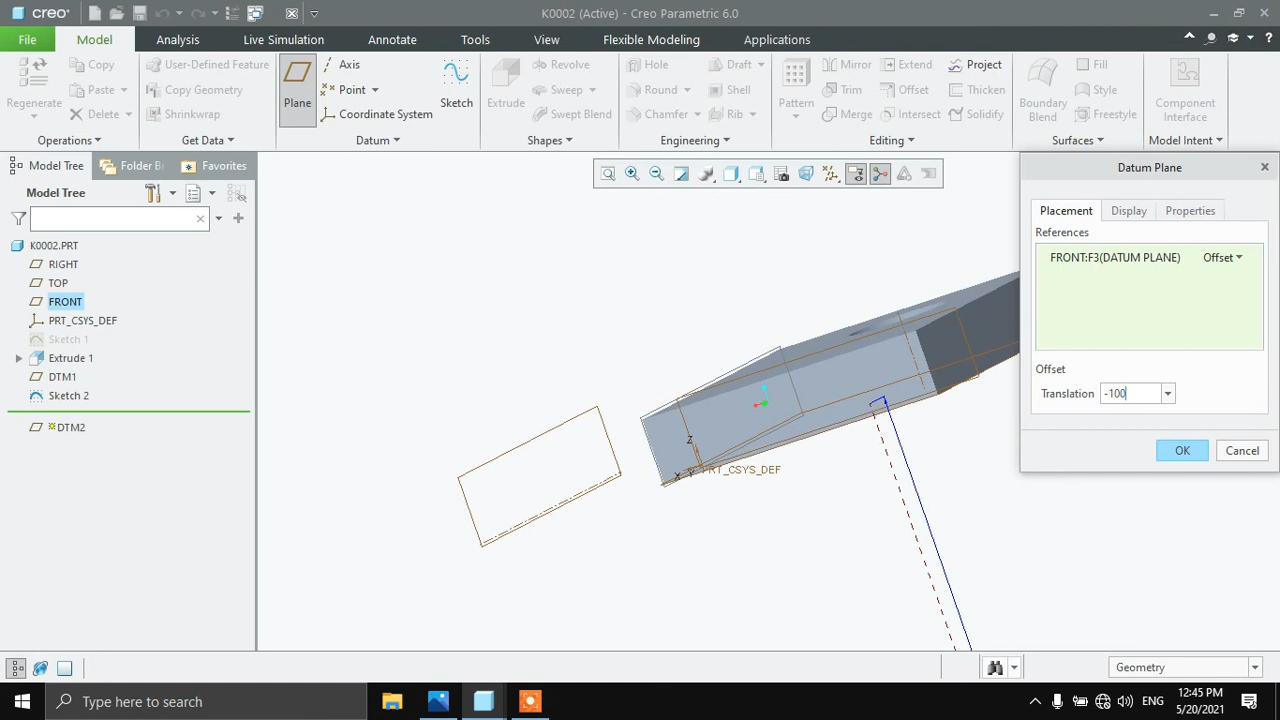 creo K0002 (Active) - Creo Parametric 6.0
File Model Analysis Live Simulation Annotate Tools View Flexible Modeling Applications
Regenerate
Copy
Paste
Delete
User-Defined Feature
Copy Geometry
Shrinkwrap
Plane
Axis
Point
Coordinate System
Sketch
Extrude
Revolve
Sweep
Swept Blend
Hole
Round
Chamfer
Draft
Shell
Rib
Pattern
Mirror
Trim
Merge
Extend
Offset
Intersect
Project
Thicken
Solidify
Boundary Blend
Fill
Style
Freestyle
Component Interface
Operations Get Data Datum Shapes Engineering Editing Surfaces Model Intent
Model Tree Folder B Favorites
Model Tree
K0002.PRT
RIGHT
TOP
FRONT
PRT_CSYS_DEF
Sketch 1
Extrude 1
DTM1
Sketch 2
DTM2
Z
X Y PRT_CSYS_DEF
Datum Plane
Placement Display Properties
References
FRONT:F3(DATUM PLANE) Offset
Offset
Translation -100
OK Cancel
Geometry
Type here to search
ENG
12:45 PM
5/20/2021